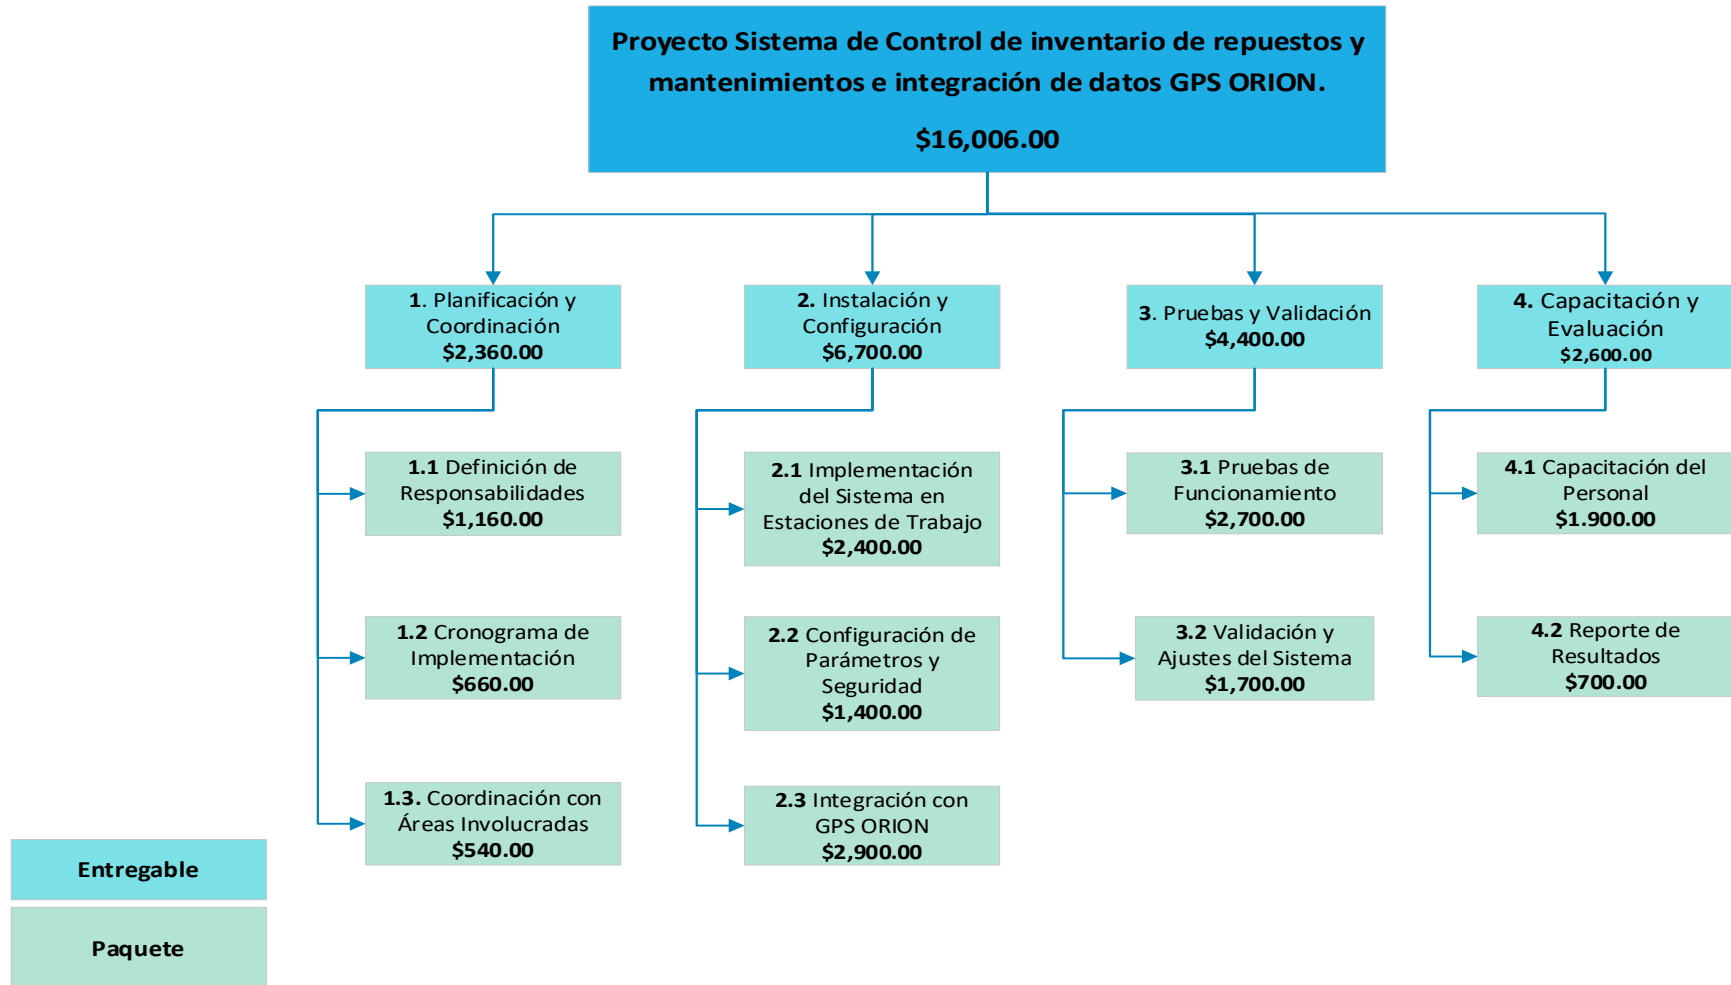 Proyecto Sistema de Control de inventario de repuestos y
mantenimientos e integración de datos GPS ORION.
$16,006.00
1. Planificación y
Coordinación
$2,360.00
2. Instalación y
Configuración
$6,700.00
3. Pruebas y Validación
$4,400.00
4. Capacitación y
Evaluación
$2,600.00
1.1 Definición de
Responsabilidades
$1,160.00
2.1 Implementación
del Sistema en
Estaciones de Trabajo
$2,400.00
3.1 Pruebas de
Funcionamiento
$2,700.00
4.1 Capacitación del
Personal
$1.900.00
1.2 Cronograma de
Implementación
$660.00
2.2 Configuración de
Parámetros y
Seguridad
$1,400.00
3.2 Validación y
Ajustes del Sistema
$1,700.00
4.2 Reporte de
Resultados
$700.00
1.3. Coordinación con
Áreas Involucradas
$540.00
2.3 Integración con
GPS ORION
$2,900.00
Entregable
Paquete